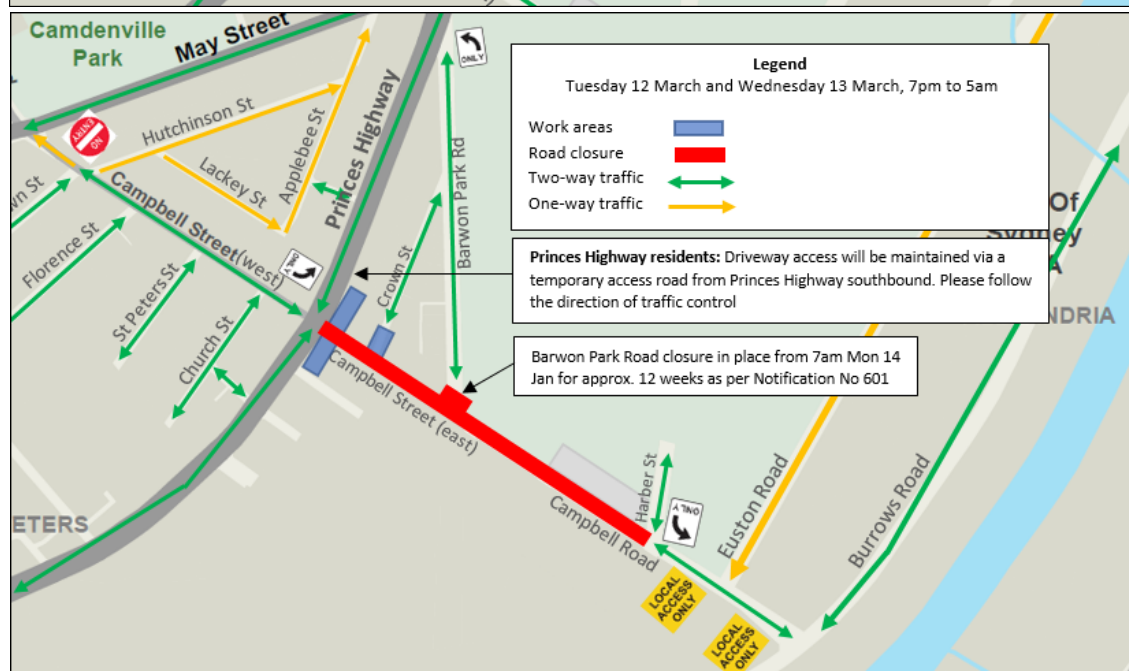 Camdenville
Park
May Street
ONLY
Legend
Tuesday 12 March and Wednesday 13 March, 7pm to 5am
Work areas
Road closure
Two-way traffic
One-way traffic
NO
ENTRY
Hutchinson St
Lackey St
Applebee St
Princes Highway
Barwon Park Rd
Crown St
wn St
Florence St
Campbell Street(west)
St Peters St
Church St
ONLY
Of
Sydney
A
NDRIA
Princes Highway residents: Driveway access will be maintained via a
temporary access road from Princes Highway southbound. Please follow
the direction of traffic control
Barwon Park Road closure in place from 7am Mon 14
Jan for approx. 12 weeks as per Notification No 601
Campbell Street (east)
Harber St
ONLY
Campbell Road
Euston Road
Burrows Road
ETERS
LOCAL
ACCESS
ONLY
LOCAL
ACCESS
ONLY